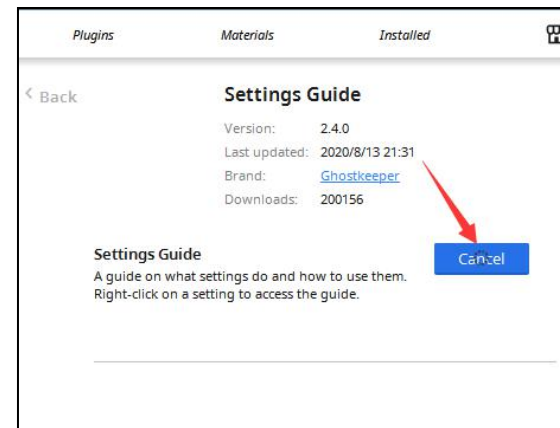 Plugins Materials Installed
Back
Settings Guide
Version: 2.4.0
Last updated: 2020/8/13 21:31
Brand: Ghostkeeper
Downloads: 200156
Settings Guide
Cancel
A guide on what settings do and how to use them.
Right-click on a setting to access the guide.